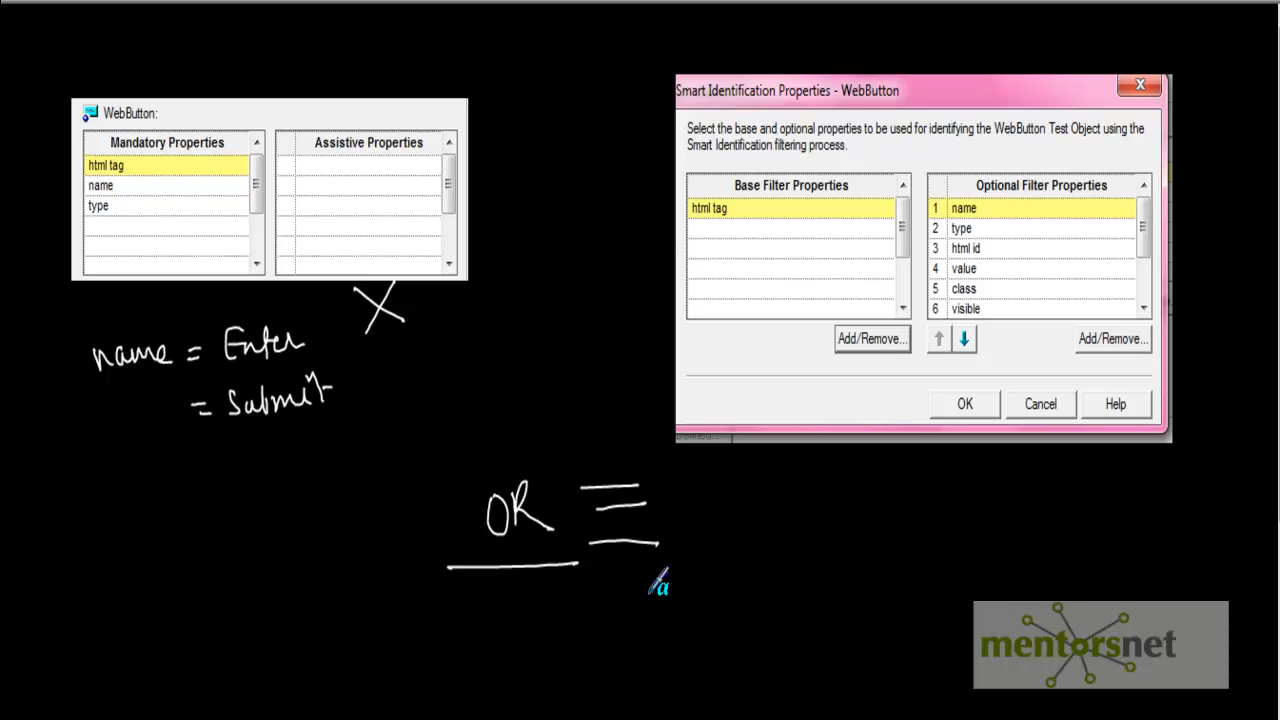 WebButton:
Mandatory Properties
Assistive Properties
html tag
name
type
name = Enter
= Submit
Smart Identification Properties - WebButton
X
Select the base and optional properties to be used for identifying the WebButton Test Object using the
Smart Identification filtering process.
Base Filter Properties
Optional Filter Properties
html tag
1 name
2 type
3 html id
4 value
5 class
6 visible
Add/Remove...
Add/Remove...
OK
Cancel
Help
OR
a
mentorsnet